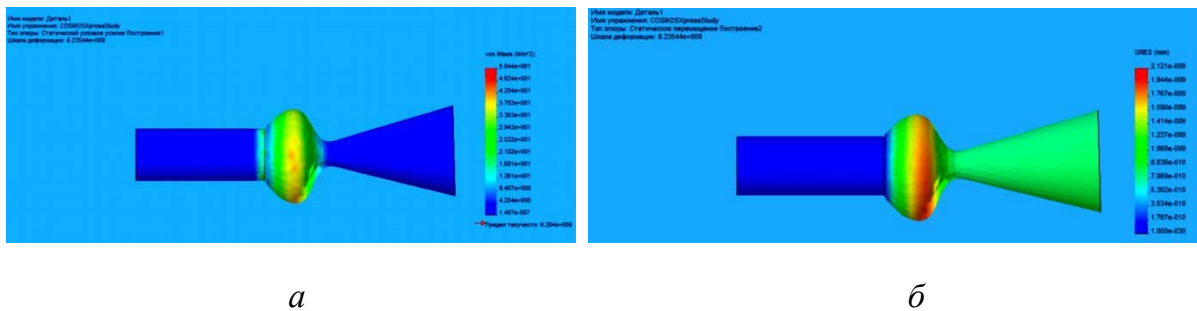 Имя модели: Деталь1
Имя упражнения: COSMOSXpressStudy
Тип эпюры: Статический узловое усилие Построение1
Шкала деформации: 8.23544e+009
von Mises (N/m^2)
5.044e+001
4.624e+001
4.204e+001
3.783e+001
3.363e+001
2.943e+001
2.522e+001
2.102e+001
1.681e+001
1.261e+001
8.407e+000
4.204e+000
1.467e-007
Предел текучести: 6.204e+008
Имя модели: Деталь1
Имя упражнения: COSMOSXpressStudy
Тип эпюры: Статическое перемещение Построение2
Шкала деформации: 8.23544e+009
URES (mm)
2.121e-009
1.944e-009
1.767e-009
1.590e-009
1.414e-009
1.237e-009
1.060e-009
8.836e-010
7.069e-010
5.302e-010
3.534e-010
1.767e-010
1.000e-030
а
б